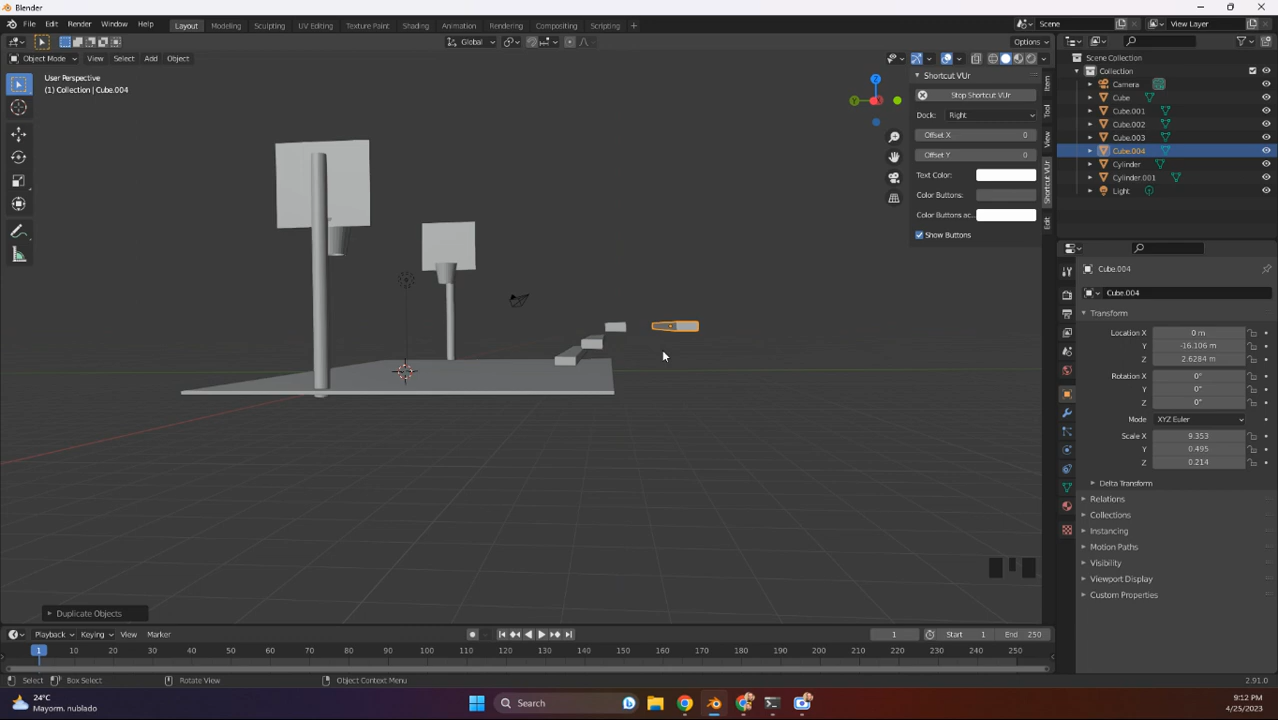 Blender
File Edit Render Window Help Layout Modeling Sculpting UV Editing Texture Paint Shading Animation Rendering Compositing Scripting + Scene View Layer
Global Options
Object Mode View Select Add Object
User Perspective
(1) Collection | Cube.004
Z
Y
Shortcut VUr
Stop Shortcut VUr
Dock: Right
Offset X 0
Offset Y 0
Text Color:
Color Buttons:
Color Buttons ac..
Show Buttons
Item
Tool
View
Shortcut VUr
Edit
Scene Collection
Collection
Camera
Cube
Cube.001
Cube.002
Cube.003
Cube.004
Cylinder
Cylinder.001
Light
Cube.004
Cube.004
Transform
Location X 0 m
Y -16.106 m
Z 2.6284 m
Rotation X 0°
Y 0°
Z 0°
Mode XYZ Euler
Scale X 9.353
Y 0.495
Z 0.214
Delta Transform
Relations
Collections
Instancing
Motion Paths
Visibility
Viewport Display
Custom Properties
Duplicate Objects
Playback Keying View Marker 1 Start 1 End 250
1 10 20 30 40 50 60 70 80 90 100 110 120 130 140 150 160 170 180 190 200 210 220 230 240 250
Select Box Select Rotate View Object Context Menu 2.91.0
24°C
Mayorm. nublado
Search
9:12 PM
4/25/2023